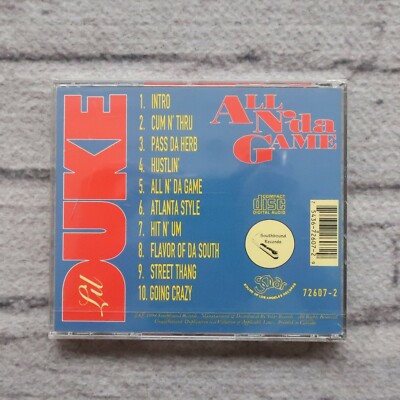 Lil DUKE
ALL
N'da
GAME
1. INTRO
2. CUM N' THRU
3. PASS DA HERB
4. HUSTLIN'
5. ALL N' DA GAME
6. ATLANTA STYLE
7. HIT N' UM
8. FLAVOR OF DA SOUTH
9. STREET THANG
10. GOING CRAZY
COMPACT
disc
DIGITAL AUDIO
Southbound
Records
72607-2